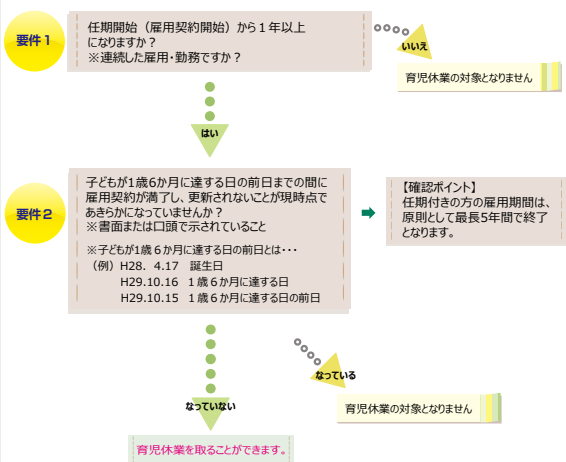 要件１
任期開始（雇用契約開始）から１年以上
になりますか？
※連続した雇用・勤務ですか？
いいえ
育児休業の対象となりません
はい
要件２
子どもが1歳6か月に達する日の前日までの間に
雇用契約が満了し、更新されないことが現時点で
あきらかになっていませんか？
※書面または口頭で示されていること
※子どもが1歳６か月に達する日の前日とは・・・
（例）H28．4.17　誕生日
H29.10.16　１歳６か月に達する日
H29.10.15　１歳６か月に達する日の前日
【確認ポイント】
任期付きの方の雇用期間は、
原則として最長5年間で終了
となります。
なっている
育児休業の対象となりません
なっていない
育児休業を取ることができます。